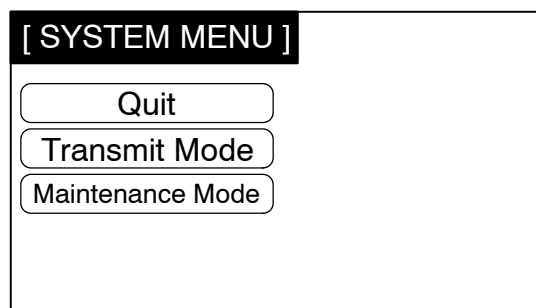 [ SYSTEM MENU ]
Quit
Transmit Mode
Maintenance Mode